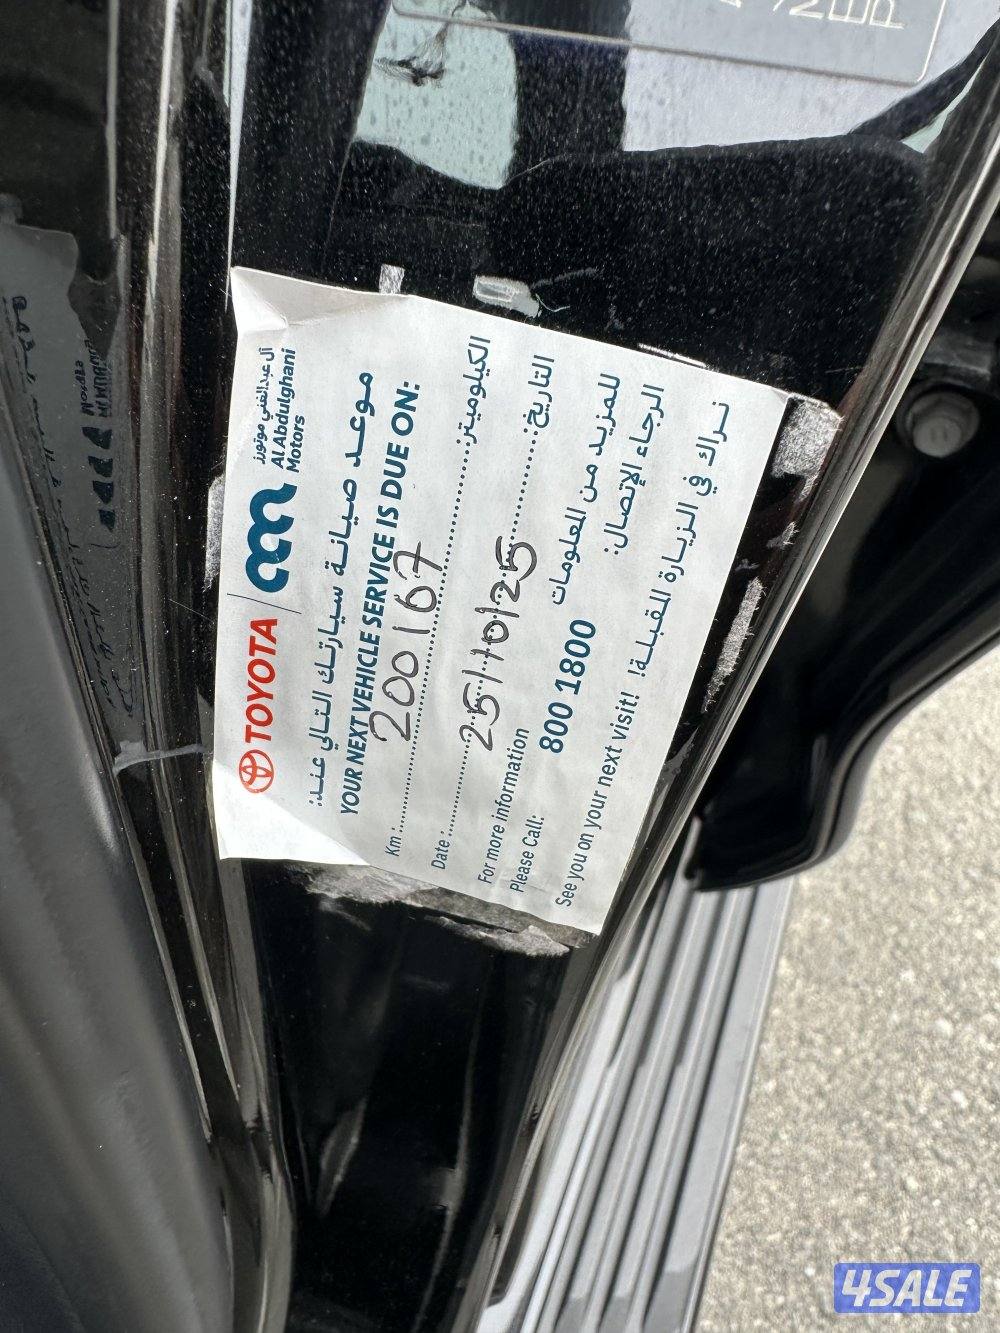 TOYOTA
آل عبدالغني موتورز
Al Abdulghani
Motors
موعد صيانة سيارتك التالي عند:
YOUR NEXT VEHICLE SERVICE IS DUE ON:
Km : 200167 الكيلوميتر:
Date : 25/10/25 التاريخ:
For more information للمزيد من المعلومات
Please Call: 800 1800 الرجاء الإتصال:
See you on your next visit! نراك في الزيارة المقبلة!
4SALE